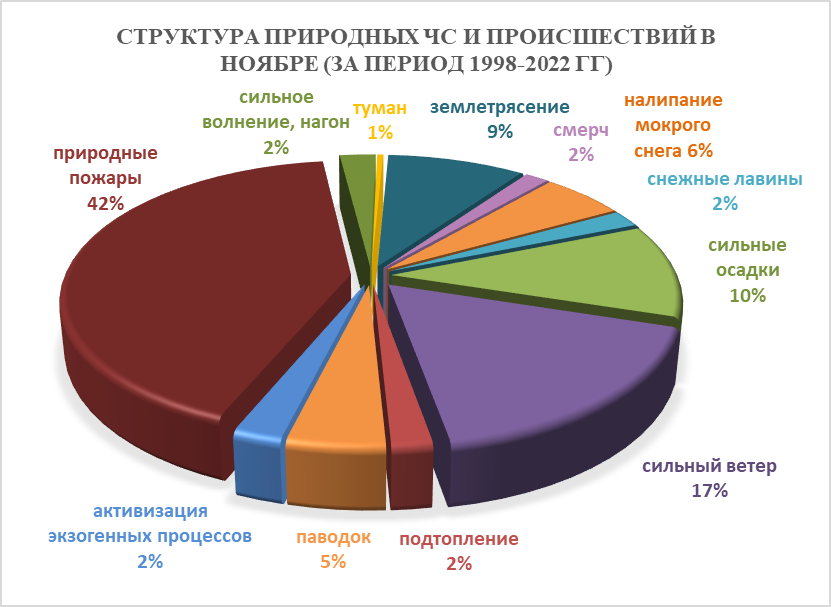 СТРУКТУРА ПРИРОДНЫХ ЧС И ПРОИСШЕСТВИЙ В
НОЯБРЕ (ЗА ПЕРИОД 1998-2022 ГГ)
природные
пожары
42%
сильное
волнение, нагон
2%
туман
1%
землетрясение
9%
смерч
2%
налипание
мокрого
снега 6%
снежные лавины
2%
сильные
осадки
10%
сильный ветер
17%
подтопление
2%
паводок
5%
активизация
экзогенных процессов
2%